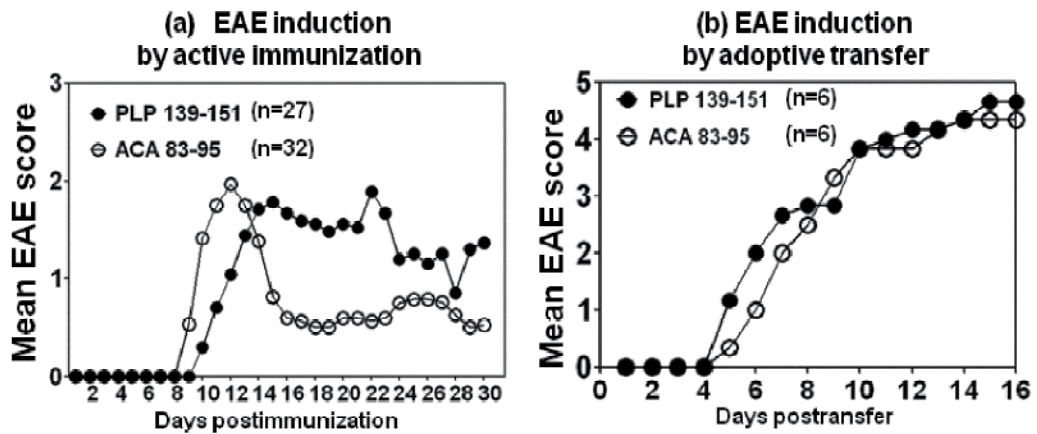 (a) EAE induction
by active immunization
Mean EAE score
3
2
1
0
PLP 139-151 (n=27)
ACA 83-95 (n=32)
2 4 6 8 10 12 14 16 18 20 22 24 26 28 30
Days postimmunization
(b) EAE induction
by adoptive transfer
Mean EAE score
5
4
3
2
1
0
PLP 139-151 (n=6)
ACA 83-95 (n=6)
0 2 4 6 8 10 12 14 16
Days postransfer